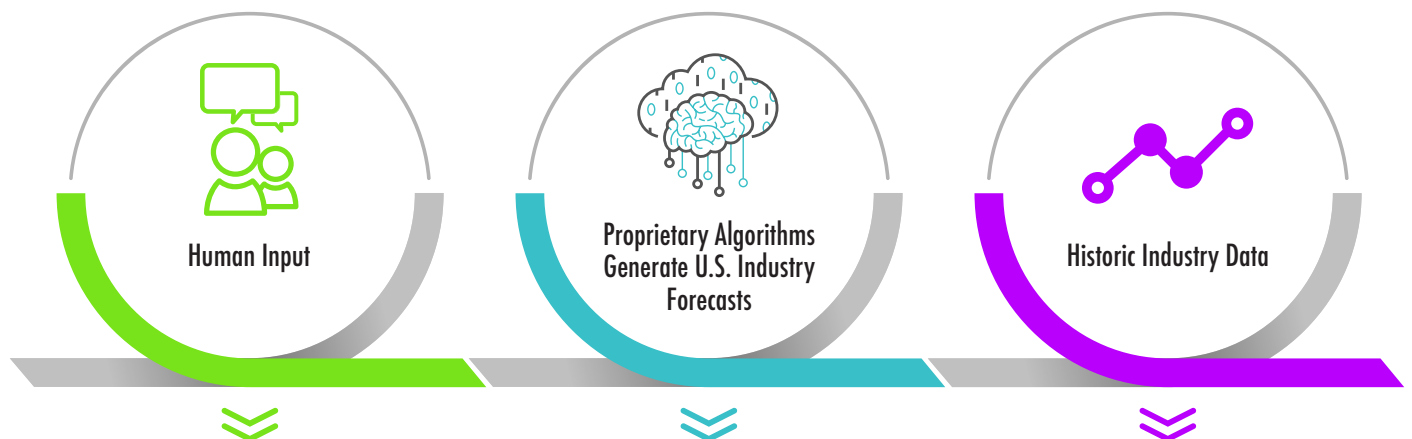 Human Input
Proprietary Algorithms
Generate U.S. Industry
Forecasts
Historic Industry Data